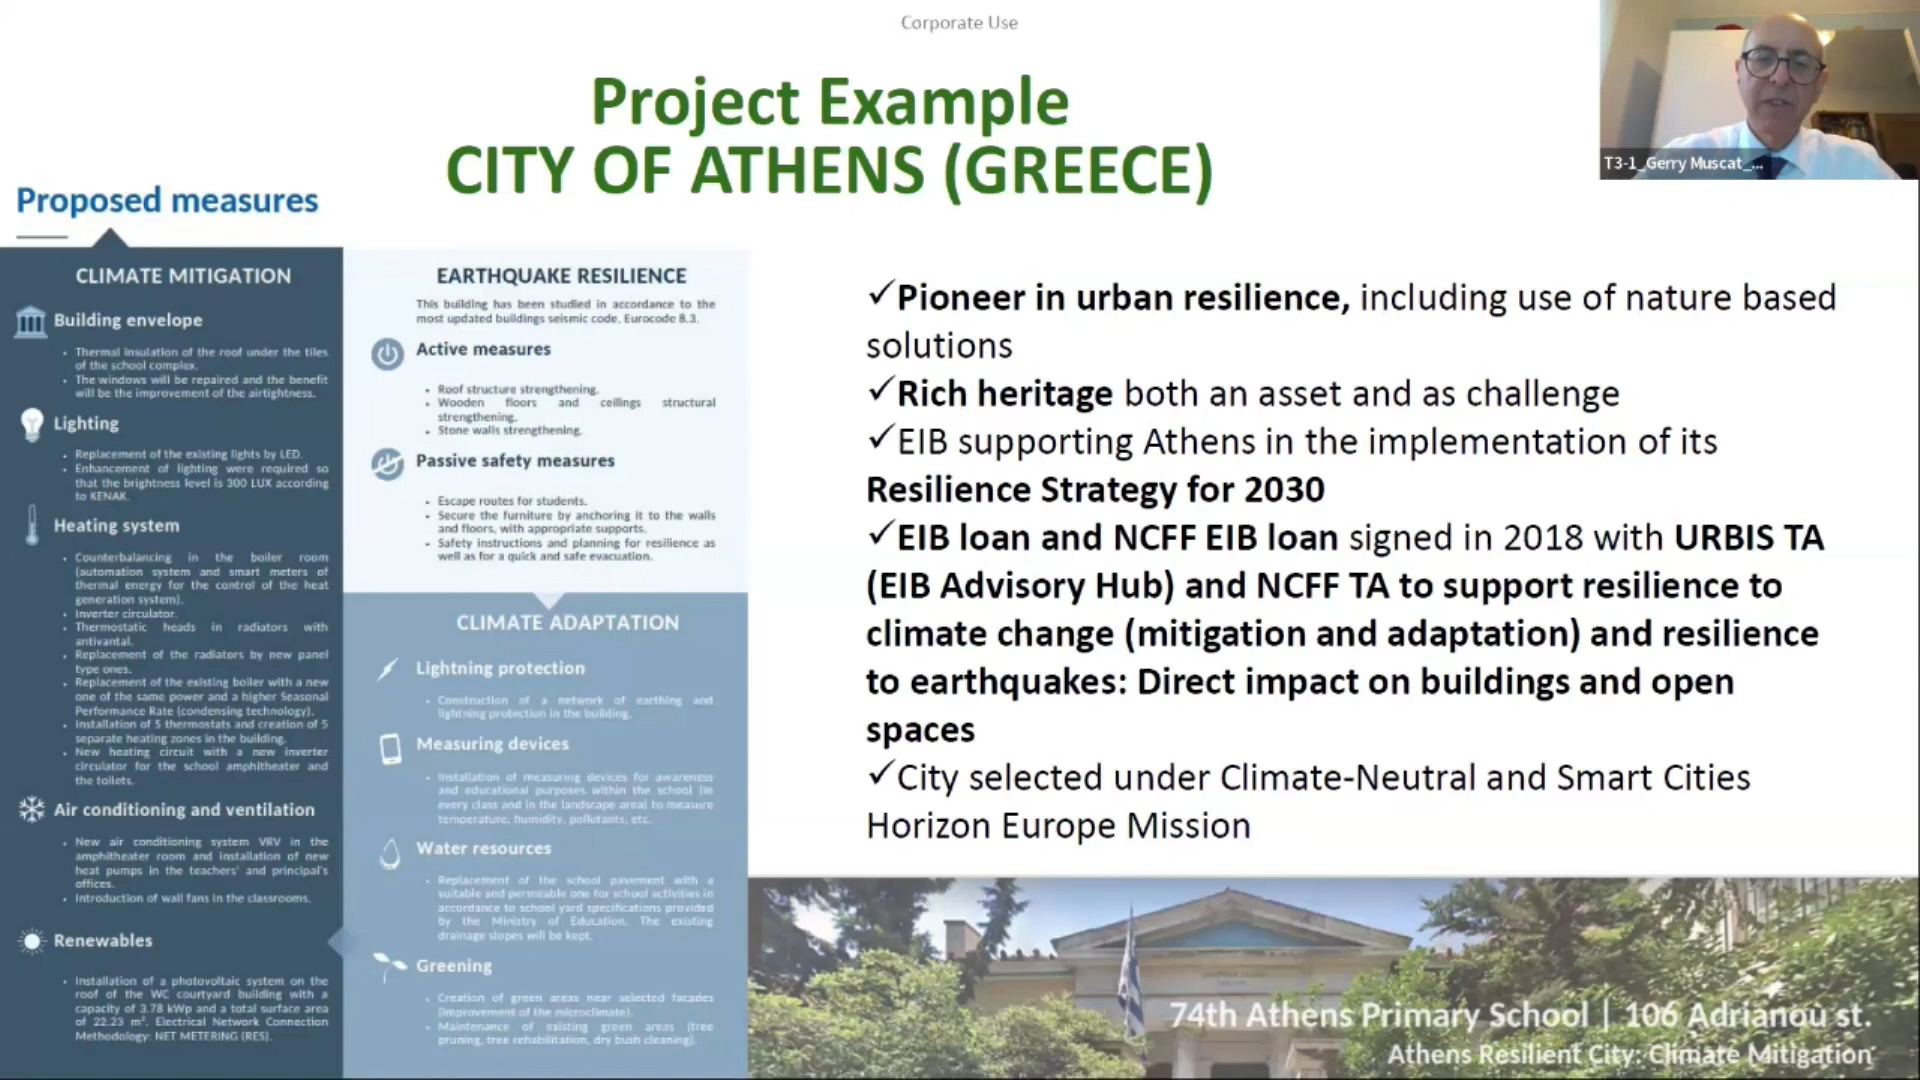 Corporate Use
Project Example
CITY OF ATHENS (GREECE)
T3-1_Gerry Muscat_...
Proposed measures
CLIMATE MITIGATION
Building envelope
• Thermal insulation of the roof under the tiles
of the school complex.
• The windows will be repaired and the benefit
will be the improvement of the airtightness.
Lighting
• Replacement of the existing lights by LED.
• Enhancement of lighting were required so
that the brightness level is 300 LUX according
to KENAK.
Heating system
• Counterbalancing in the boiler room
(automation system and smart meters of
thermal energy for the control of the heat
generation system).
• Inverter circulator.
• Thermostatic heads in radiators with
antivantal.
• Replacement of the radiators by new panel
type ones.
• Replacement of the existing boiler with a new
one of the same power and a higher Seasonal
Performance Rate (condensing technology).
• Installation of 5 thermostats and creation of 5
separate heating zones in the building.
• New heating circuit with a new inverter
circulator for the school amphitheater and
the toilets.
Air conditioning and ventilation
• New air conditioning system VRV in the
amphitheater room and installation of new
heat pumps in the teachers' and principal's
offices.
• Introduction of wall fans in the classrooms.
Renewables
• Installation of a photovoltaic system on the
roof of the WC courtyard building with a
capacity of 3.78 kWp and a total surface area
of 22.23 m². Electrical Network Connection
Methodology: NET METERING (RES).
EARTHQUAKE RESILIENCE
This building has been studied in accordance to the
most updated buildings seismic code, Eurocode 8.3.
Active measures
• Roof structure strengthening.
• Wooden floors and ceilings structural
strengthening.
• Stone walls strengthening.
Passive safety measures
• Escape routes for students.
• Secure the furniture by anchoring it to the walls
and floors, with appropriate supports.
• Safety instructions and planning for resilience as
well as for a quick and safe evacuation.
CLIMATE ADAPTATION
Lightning protection
• Construction of a network of earthing and
lightning protection in the building.
Measuring devices
• Installation of measuring devices for awareness
and educational purposes within the school (in
every class and in the landscape area) to measure
temperature, humidity, pollutants, etc.
Water resources
• Replacement of the school pavement with a
suitable and permeable one for school activities in
accordance to school yard specifications provided
by the Ministry of Education. The existing
drainage slopes will be kept.
Greening
• Creation of green areas near selected facades
(improvement of the microclimate).
• Maintenance of existing green areas (tree
pruning, tree rehabilitation, dry bush cleaning).
✓Pioneer in urban resilience, including use of nature based
solutions
✓Rich heritage both an asset and as challenge
✓EIB supporting Athens in the implementation of its
Resilience Strategy for 2030
✓EIB loan and NCFF EIB loan signed in 2018 with URBIS TA
(EIB Advisory Hub) and NCFF TA to support resilience to
climate change (mitigation and adaptation) and resilience
to earthquakes: Direct impact on buildings and open
spaces
✓City selected under Climate-Neutral and Smart Cities
Horizon Europe Mission
74th Athens Primary School | 106 Adrianou st.
Athens Resilient City: Climate Mitigation